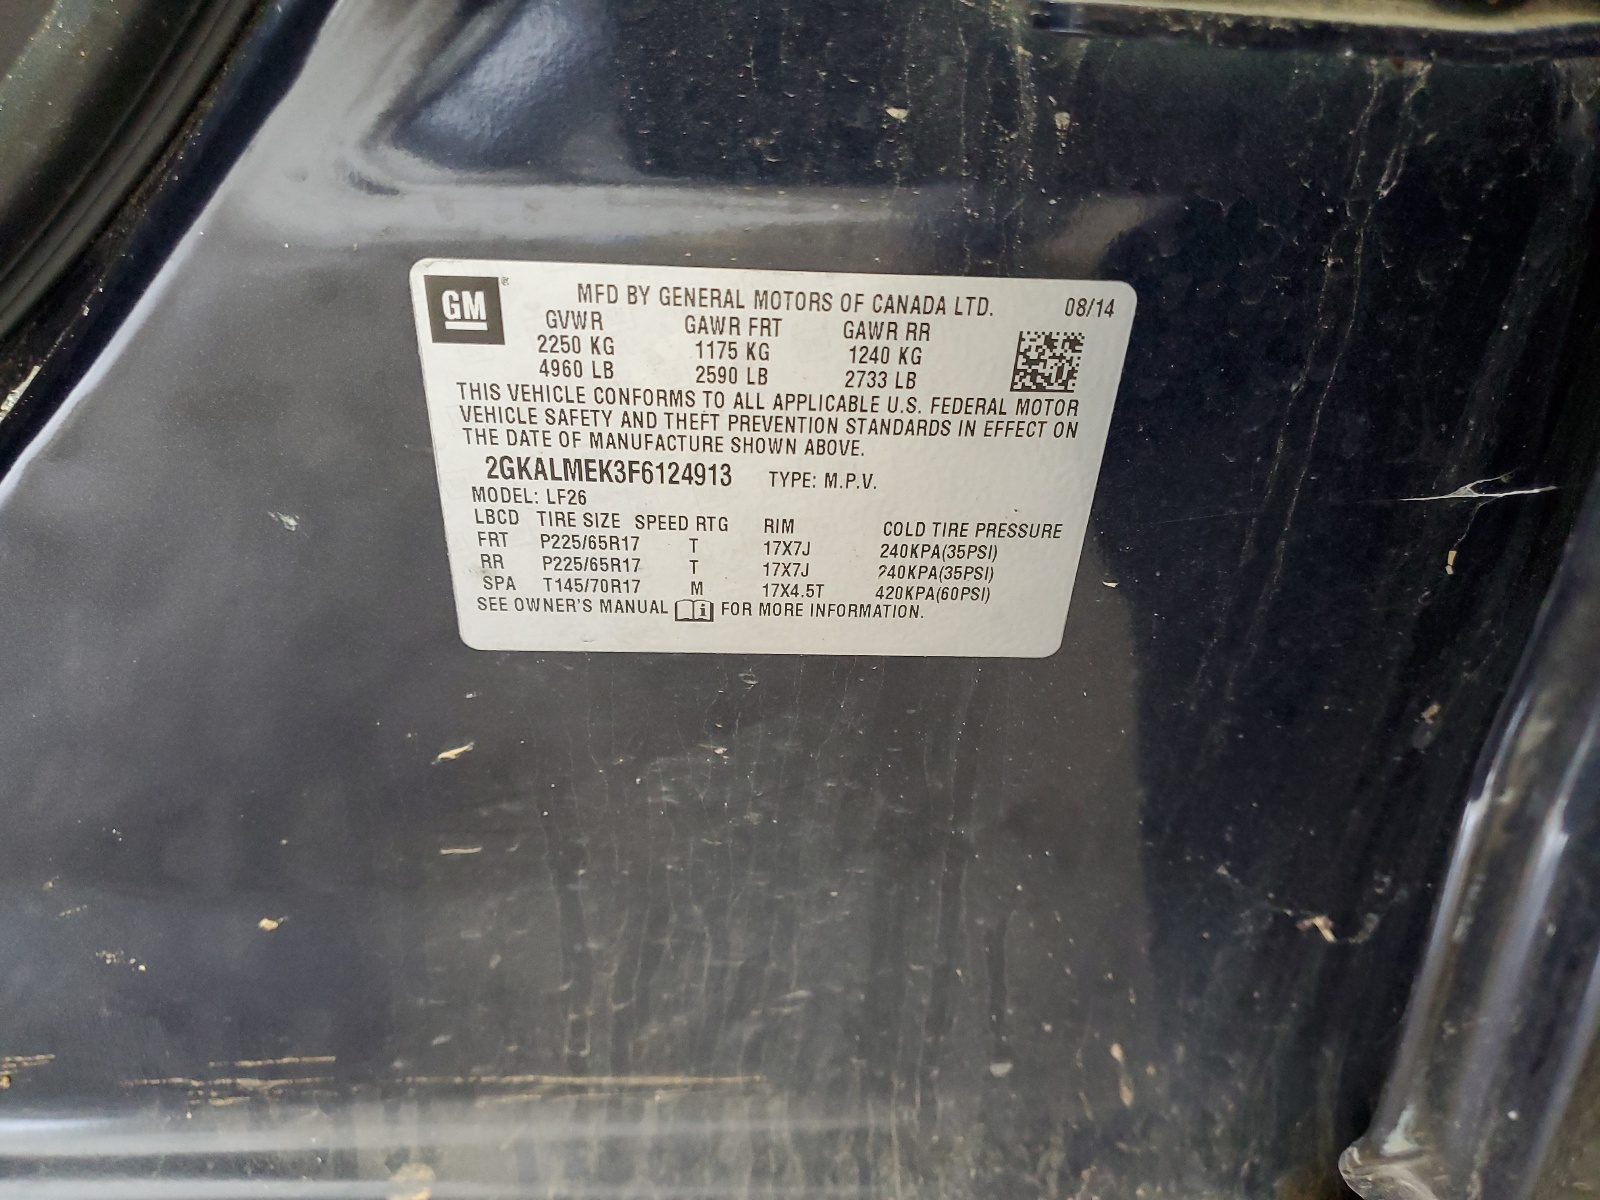 GM ®
MFD BY GENERAL MOTORS OF CANADA LTD. 08/14
GVWR GAWR FRT GAWR RR
2250 KG 1175 KG 1240 KG
4960 LB 2590 LB 2733 LB
THIS VEHICLE CONFORMS TO ALL APPLICABLE U.S. FEDERAL MOTOR
VEHICLE SAFETY AND THEFT PREVENTION STANDARDS IN EFFECT ON
THE DATE OF MANUFACTURE SHOWN ABOVE.
2GKALMEK3F6124913 TYPE: M.P.V.
MODEL: LF26
LBCD TIRE SIZE SPEED RTG RIM COLD TIRE PRESSURE
FRT P225/65R17 T 17X7J 240KPA(35PSI)
RR P225/65R17 T 17X7J 240KPA(35PSI)
SPA T145/70R17 M 17X4.5T 420KPA(60PSI)
SEE OWNER'S MANUAL i FOR MORE INFORMATION.